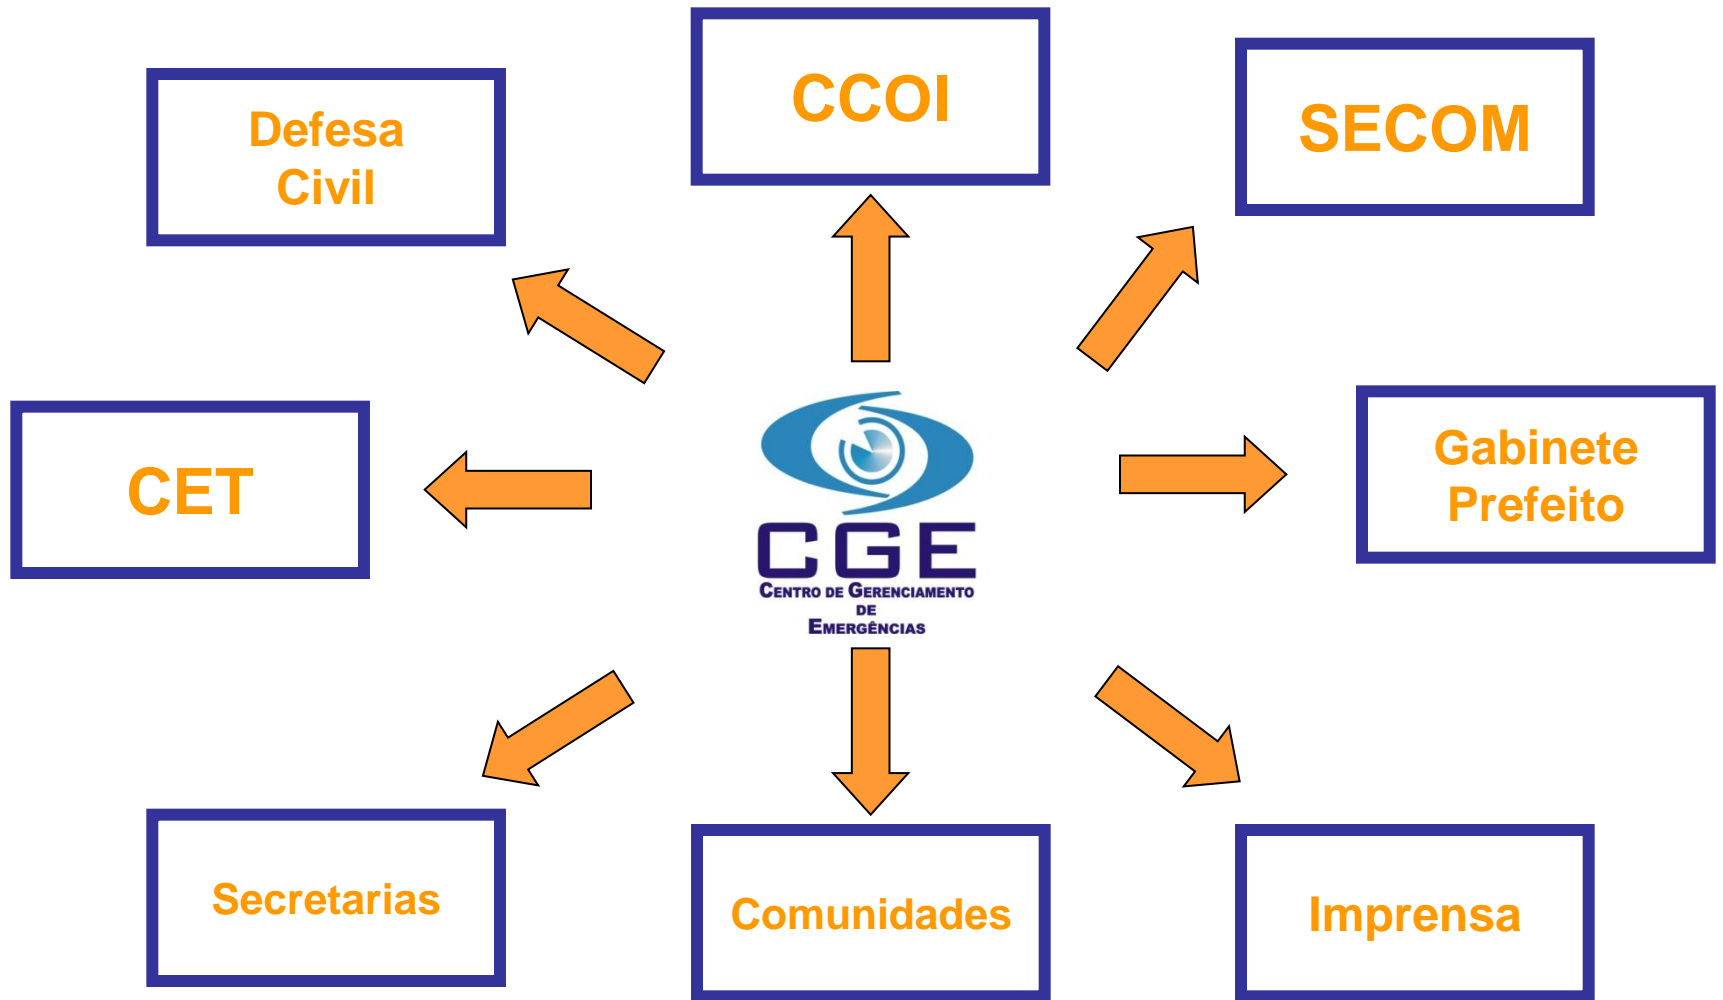 CCOI
SECOM
Defesa
Civil
CET
Gabinete
Prefeito
CGE
CENTRO DE GERENCIAMENTO
DE
EMERGÊNCIAS
Secretarias
Comunidades
Imprensa